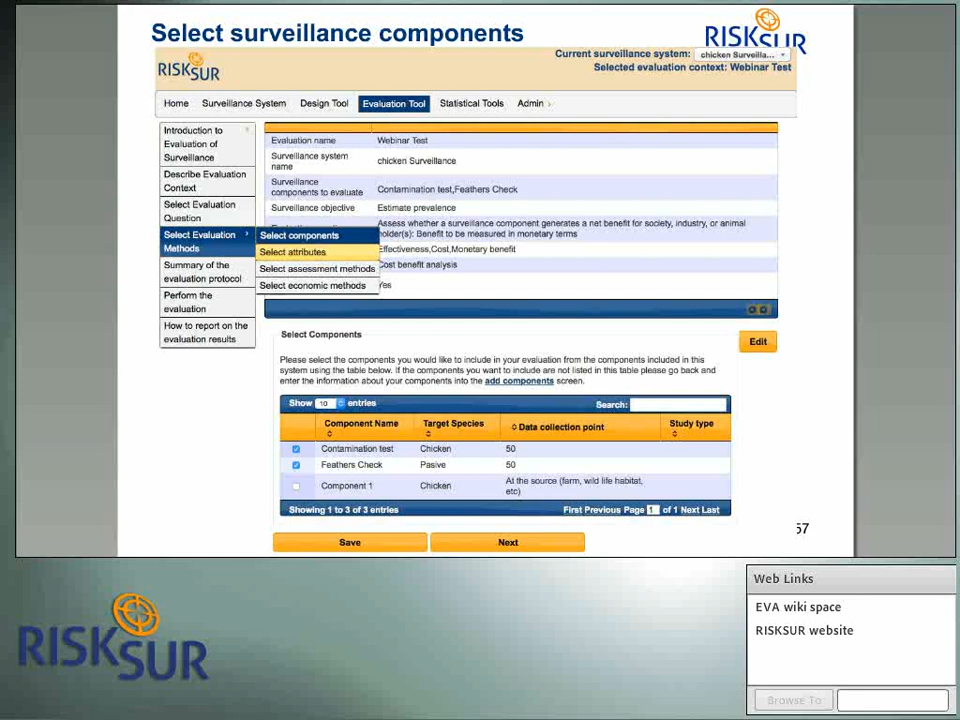 Select surveillance components
RISKSUR
RISKSUR
Current surveillance system: chicken Surveilla...
Selected evaluation context: Webinar Test
Home Surveillance System Design Tool Evaluation Tool Statistical Tools Admin
Introduction to
Evaluation of
Surveillance
Describe Evaluation
Context
Select Evaluation
Question
Select Evaluation
Methods
Summary of the
evaluation protocol
Perform the
evaluation
How to report on the
evaluation results
Select components
Select attributes
Select assessment methods
Select economic methods
Evaluation name Webinar Test
Surveillance system
name chicken Surveillance
Surveillance
components to evaluate Contamination test,Feathers Check
Surveillance objective Estimate prevalence
Assess whether a surveillance component generates a net benefit for society, industry, or animal
holder(s): Benefit to be measured in monetary terms
Effectiveness,Cost,Monetary benefit
Cost benefit analysis
Yes
Select Components
Edit
Please select the components you would like to include in your evaluation from the components included in this
system using the table below. If the components you want to include are not listed in this table please go back and
enter the information about your components into the add components screen.
Show 10 entries Search:
Component Name Target Species Data collection point Study type
Contamination test Chicken 50
Feathers Check Pasive 50
Component 1 Chicken At the source (farm, wild life habitat,
etc)
Showing 1 to 3 of 3 entries First Previous Page 1 of 1 Next Last
Save Next
57
RISKSUR
Web Links
EVA wiki space
RISKSUR website
Browse To